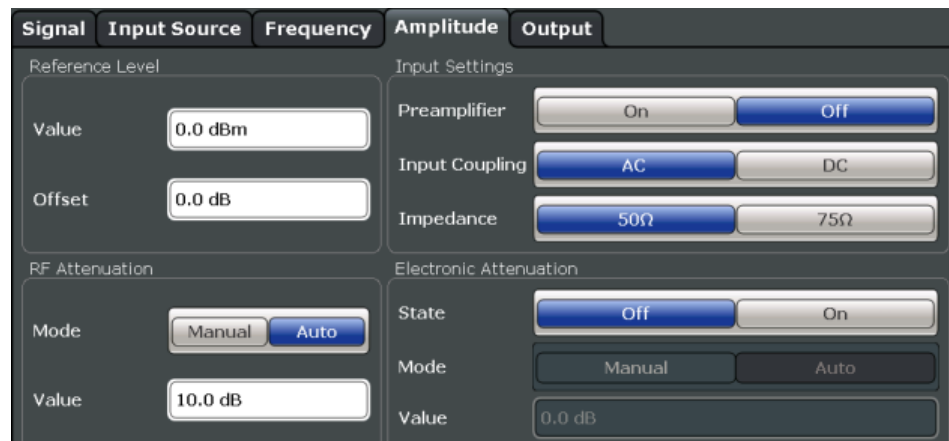 Signal Input Source Frequency Amplitude Output
Reference Level
Value 0.0 dBm
Offset 0.0 dB
Input Settings
Preamplifier On Off
Input Coupling AC DC
Impedance 50Ω 75Ω
RF Attenuation
Mode Manual Auto
Value 10.0 dB
Electronic Attenuation
State Off On
Mode Manual Auto
Value 0.0 dB